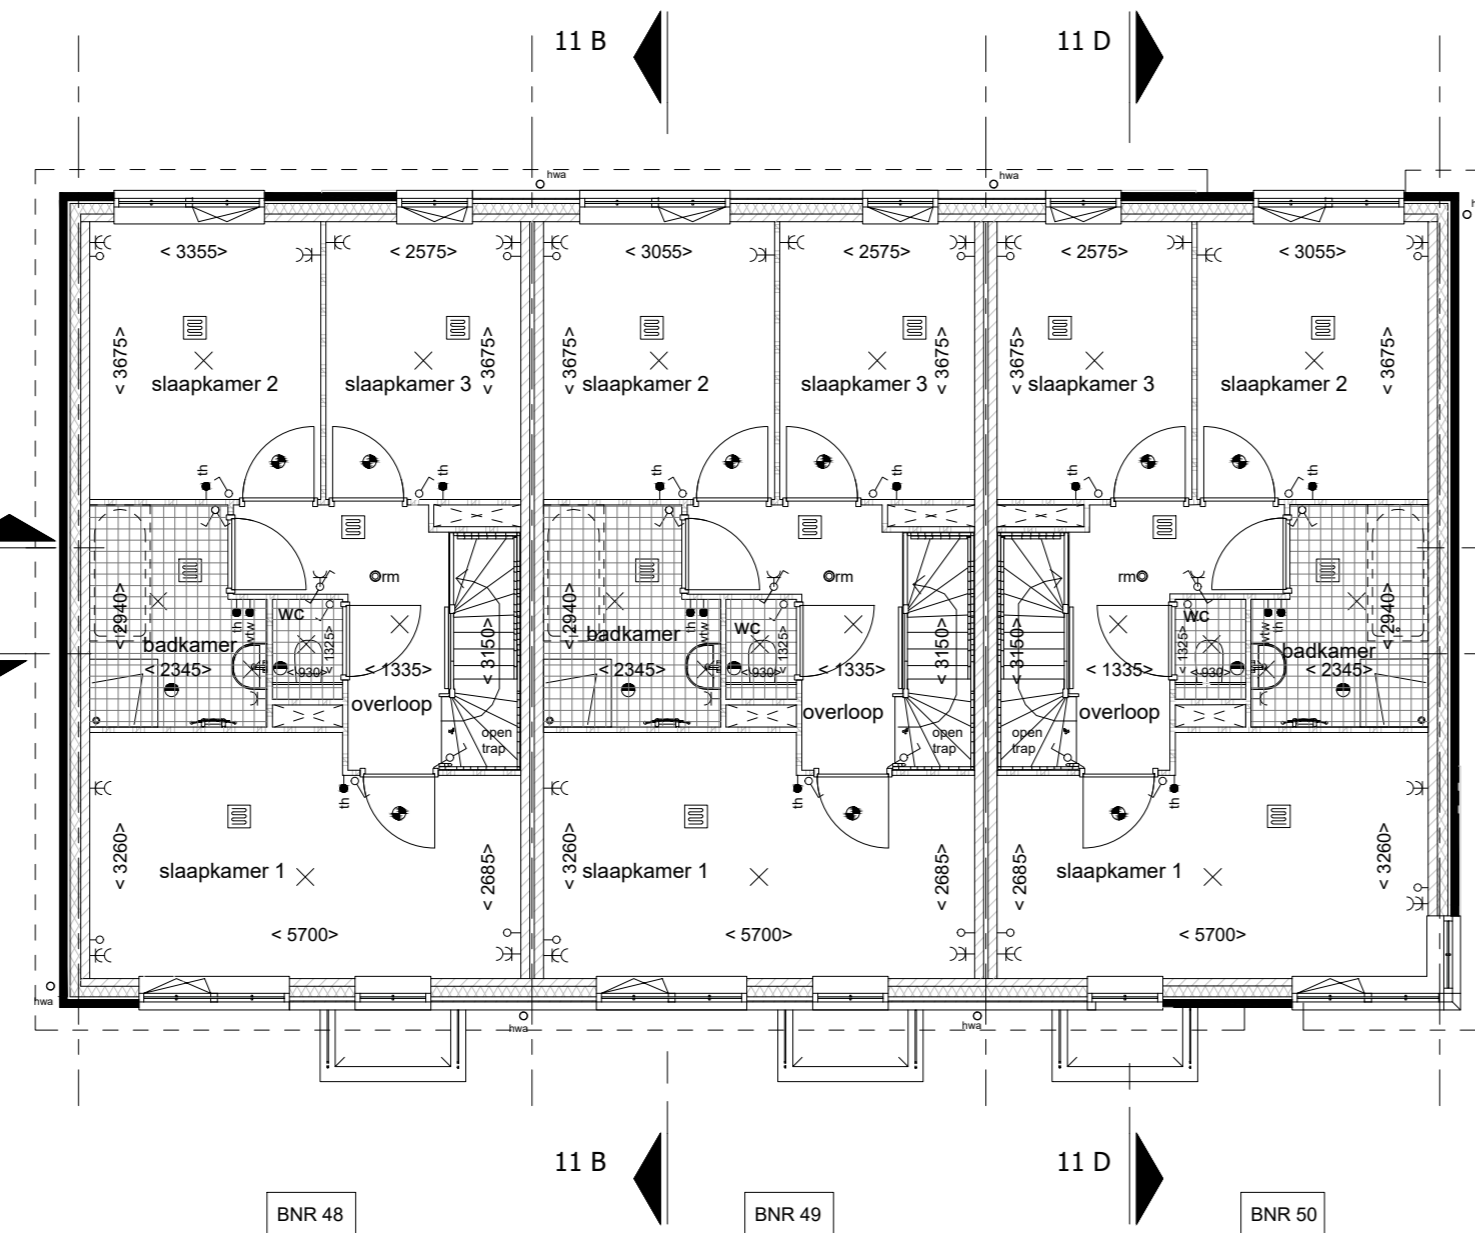 11 B
11 D
hwa
hwa
h
< 3355>
< 2575>
< 3055>
< 2575>
< 2575>
< 3055>
< 3675>
< 3675>
< 3675>
< 3675>
< 3675>
< 3675>
slaapkamer 2
slaapkamer 3
slaapkamer 2
slaapkamer 3
slaapkamer 3
slaapkamer 2
th
th
th
th
th
th
rm
rm
rm
< 2940>
wc
< 2940>
wc
wc
< 2940>
th
vtw
th
vtw
vtw
th
badkamer
badkamer
badkamer
< 1325>
< 1325>
< 1325>
< 2345>
< 930>
< 1335>
< 3150>
< 2345>
< 930>
< 1335>
< 3150>
< 3150>
< 1335>
< 930>
< 2345>
overloop
overloop
overloop
open
trap
open
trap
open
trap
th
th
th
< 3260>
slaapkamer 1
< 2685>
< 3260>
slaapkamer 1
< 2685>
< 2685>
slaapkamer 1
< 3260>
< 5700>
< 5700>
< 5700>
hwa
hwa
hwa
11 B
11 D
BNR 48
BNR 49
BNR 50